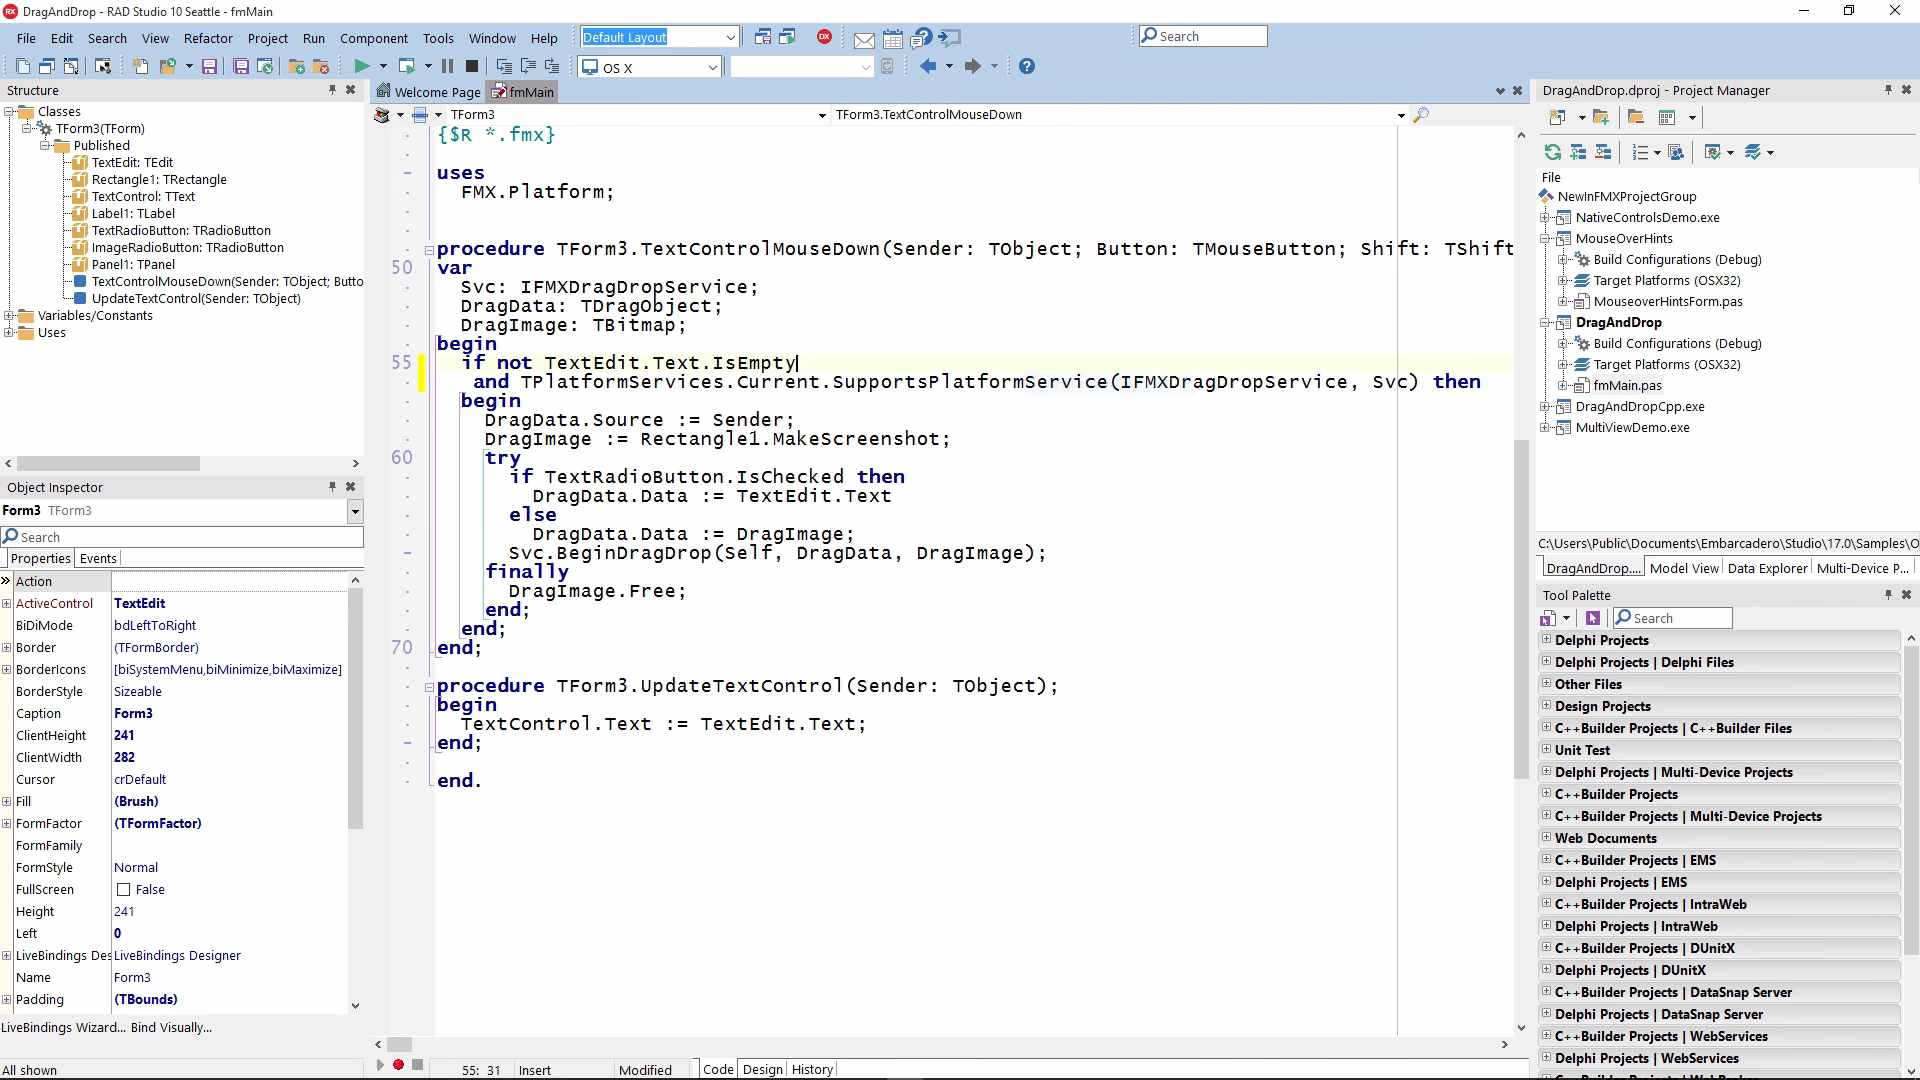 DragAndDrop - RAD Studio 10 Seattle - fmMain
File Edit Search View Refactor Project Run Component Tools Window Help
Default Layout
DX
Search
OS X
Structure
Classes
TForm3(TForm)
Published
TextEdit: TEdit
Rectangle1: TRectangle
TextControl: TText
Label1: TLabel
TextRadioButton: TRadioButton
ImageRadioButton: TRadioButton
Panel1: TPanel
TextControlMouseDown(Sender: TObject; Butto
UpdateTextControl(Sender: TObject)
Variables/Constants
Uses
Object Inspector
Form3 TForm3
Search
Properties Events
Action
ActiveControl TextEdit
BiDiMode bdLeftToRight
Border (TFormBorder)
BorderIcons [biSystemMenu,biMinimize,biMaximize]
BorderStyle Sizeable
Caption Form3
ClientHeight 241
ClientWidth 282
Cursor crDefault
Fill (Brush)
FormFactor (TFormFactor)
FormFamily
FormStyle Normal
FullScreen False
Height 241
Left 0
LiveBindings Des LiveBindings Designer
Name Form3
Padding (TBounds)
LiveBindings Wizard... Bind Visually...
All shown
Welcome Page fmMain
TForm3 TForm3.TextControlMouseDown
{$R *.fmx}
uses
FMX.Platform;
procedure TForm3.TextControlMouseDown(Sender: TObject; Button: TMouseButton; Shift: TShift
50 var
Svc: IFMXDragDropService;
DragData: TDragObject;
DragImage: TBitmap;
begin
55 if not TextEdit.Text.IsEmpty
and TPlatformServices.Current.SupportsPlatformService(IFMXDragDropService, Svc) then
begin
DragData.Source := Sender;
DragImage := Rectangle1.MakeScreenshot;
60 try
if TextRadioButton.IsChecked then
DragData.Data := TextEdit.Text
else
DragData.Data := DragImage;
Svc.BeginDragDrop(Self, DragData, DragImage);
finally
DragImage.Free;
end;
end;
70 end;
procedure TForm3.UpdateTextControl(Sender: TObject);
begin
TextControl.Text := TextEdit.Text;
end;
end.
55: 31 Insert Modified Code Design History
DragAndDrop.dproj - Project Manager
File
NewInFMXProjectGroup
NativeControlsDemo.exe
MouseOverHints
Build Configurations (Debug)
Target Platforms (OSX32)
MouseoverHintsForm.pas
DragAndDrop
Build Configurations (Debug)
Target Platforms (OSX32)
fmMain.pas
DragAndDropCpp.exe
MultiViewDemo.exe
C:\Users\Public\Documents\Embarcadero\Studio\17.0\Samples\O
DragAndDrop.... Model View Data Explorer Multi-Device P...
Tool Palette
Search
Delphi Projects
Delphi Projects | Delphi Files
Other Files
Design Projects
C++Builder Projects | C++Builder Files
Unit Test
Delphi Projects | Multi-Device Projects
C++Builder Projects
C++Builder Projects | Multi-Device Projects
Web Documents
C++Builder Projects | EMS
Delphi Projects | EMS
C++Builder Projects | IntraWeb
Delphi Projects | IntraWeb
C++Builder Projects | DUnitX
Delphi Projects | DUnitX
C++Builder Projects | DataSnap Server
Delphi Projects | DataSnap Server
C++Builder Projects | WebServices
Delphi Projects | WebServices